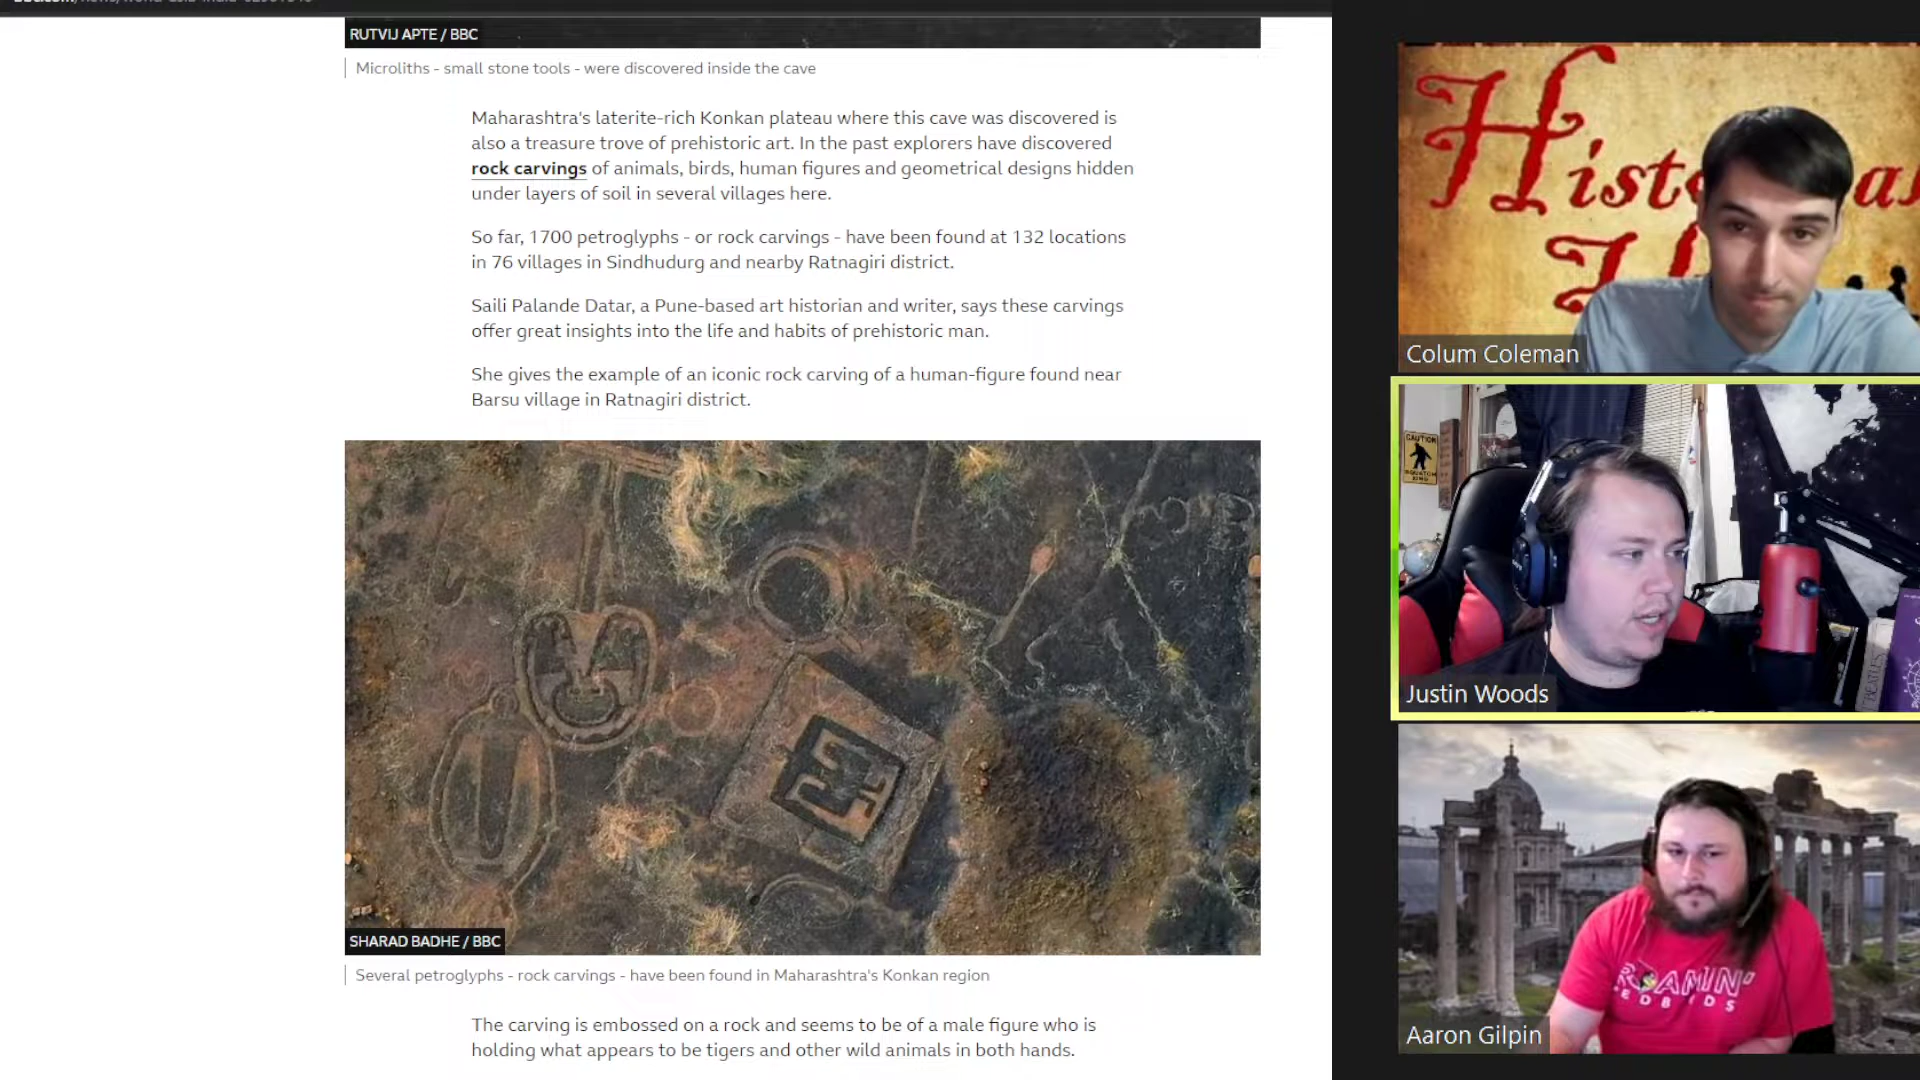 RUTVIJ APTE / BBC
Microliths - small stone tools - were discovered inside the cave
Maharashtra's laterite-rich Konkan plateau where this cave was discovered is
also a treasure trove of prehistoric art. In the past explorers have discovered
rock carvings of animals, birds, human figures and geometrical designs hidden
under layers of soil in several villages here.
So far, 1700 petroglyphs - or rock carvings - have been found at 132 locations
in 76 villages in Sindhudurg and nearby Ratnagiri district.
Saili Palande Datar, a Pune-based art historian and writer, says these carvings
offer great insights into the life and habits of prehistoric man.
She gives the example of an iconic rock carving of a human-figure found near
Barsu village in Ratnagiri district.
SHARAD BADHE / BBC
Several petroglyphs - rock carvings - have been found in Maharashtra's Konkan region
The carving is embossed on a rock and seems to be of a male figure who is
holding what appears to be tigers and other wild animals in both hands.
Colum Coleman
CAUTION
Justin Woods
BEATLES
Aaron Gilpin